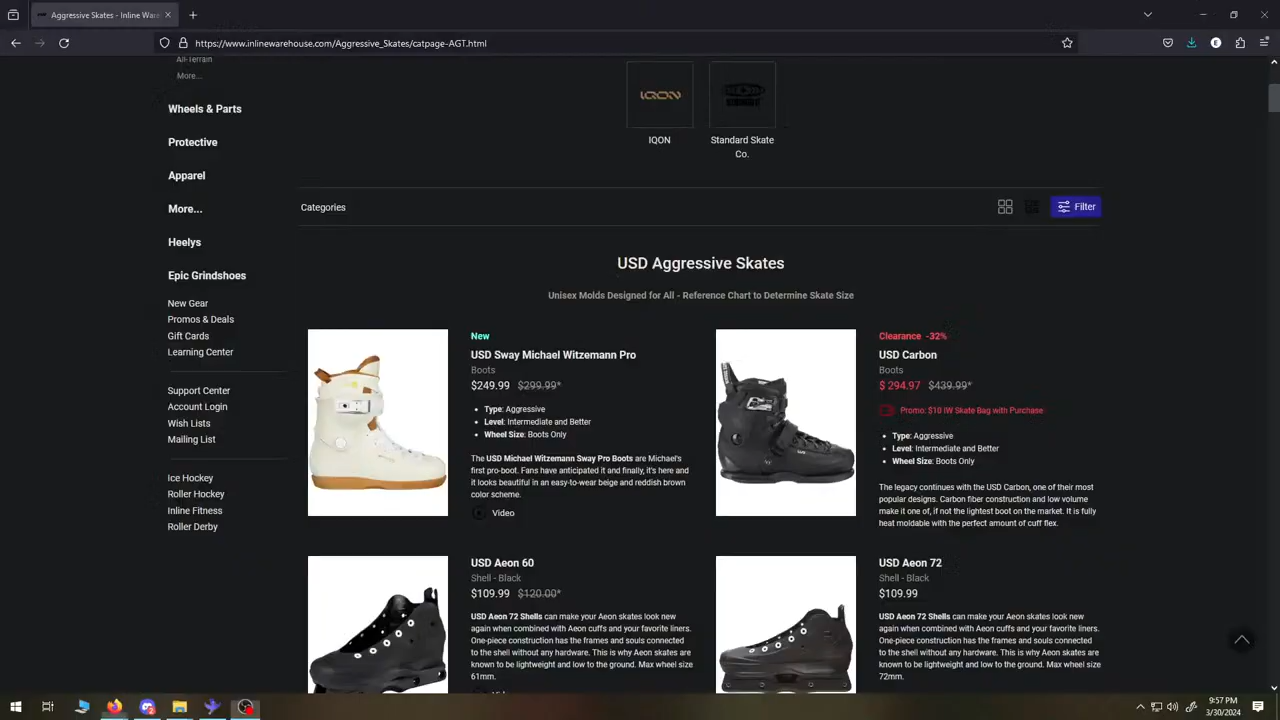 Aggressive Skates - Inline Ware
https://www.inlinewarehouse.com/Aggressive_Skates/catpage-AGT.html
All-Terrain
More...
Wheels & Parts
Protective
Apparel
More...
Heelys
Epic Grindshoes
New Gear
Promos & Deals
Gift Cards
Learning Center
Support Center
Account Login
Wish Lists
Mailing List
Ice Hockey
Roller Hockey
Inline Fitness
Roller Derby
IQON
IQON
Standard Skate
Co.
Categories
Filter
USD Aggressive Skates
Unisex Molds Designed for All - Reference Chart to Determine Skate Size
New
USD Sway Michael Witzemann Pro
Boots
$249.99 $299.99*
• Type: Aggressive
• Level: Intermediate and Better
• Wheel Size: Boots Only
The USD Michael Witzemann Sway Pro Boots are Michael's
first pro-boot. Fans have anticipated it and finally, it's here and
it looks beautiful in an easy-to-wear beige and reddish brown
color scheme.
Video
Clearance -32%
USD Carbon
Boots
$ 294.97 $439.99*
Promo: $10 IW Skate Bag with Purchase
• Type: Aggressive
• Level: Intermediate and Better
• Wheel Size: Boots Only
The legacy continues with the USD Carbon, one of their most
popular designs. Carbon fiber construction and low volume
make it one of, if not the lightest boot on the market. It is fully
heat moldable with the perfect amount of cuff flex.
USD Aeon 60
Shell - Black
$109.99 $120.00*
USD Aeon 72 Shells can make your Aeon skates look new
again when combined with Aeon cuffs and your favorite liners.
One-piece construction has the frames and souls connected
to the shell without any hardware. This is why Aeon skates are
known to be lightweight and low to the ground. Max wheel size
61mm.
Video
USD Aeon 72
Shell - Black
$109.99
USD Aeon 72 Shells can make your Aeon skates look new
again when combined with Aeon cuffs and your favorite liners.
One-piece construction has the frames and souls connected
to the shell without any hardware. This is why Aeon skates are
known to be lightweight and low to the ground. Max wheel size
72mm.
9:57 PM
3/30/2024